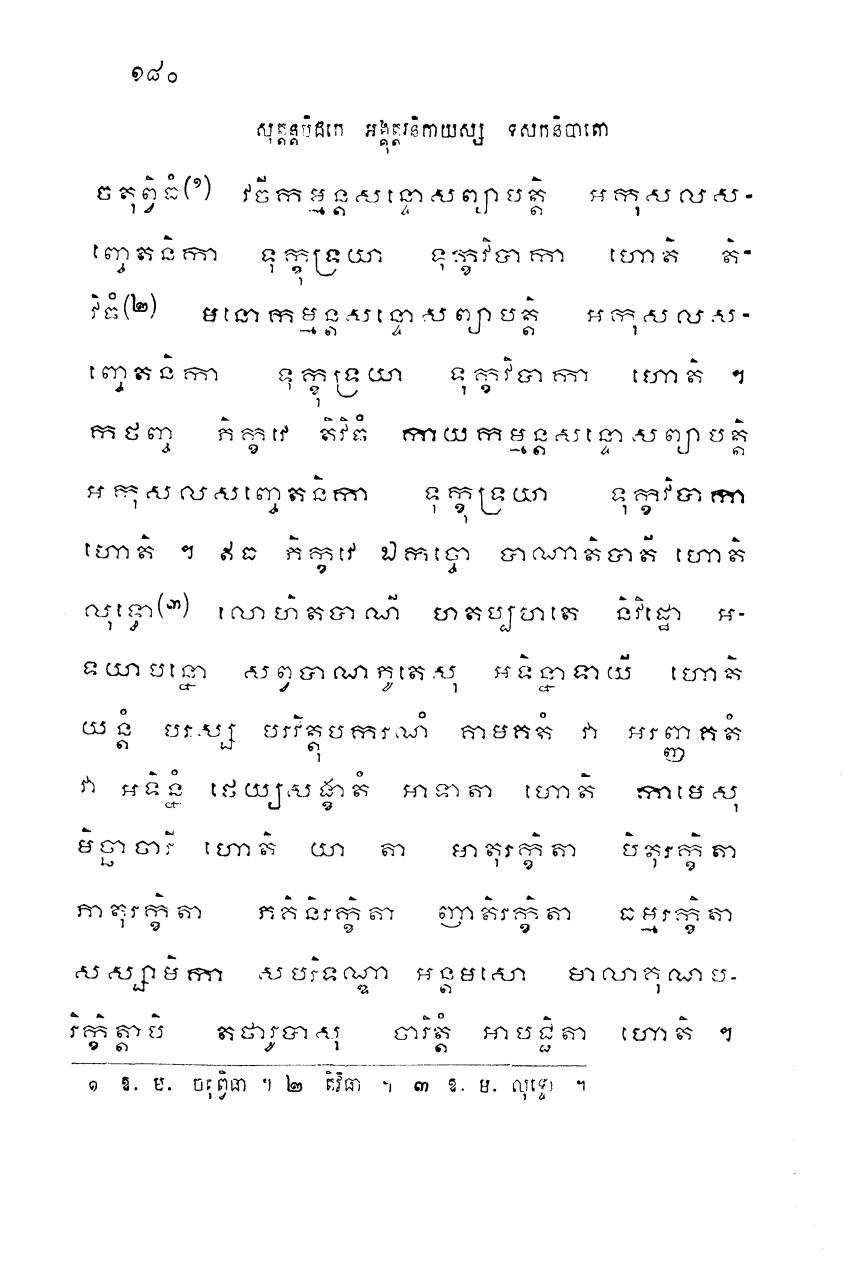 ១៨០
សុត្តន្តបិដកេ អង្គុត្តរនិកាយស្ស ទសកនិបាតោ
ចតុព្វិធំ(១) វចីកម្មន្តសន្ទោសព្យាបត្តិ អកុសលស-
ញ្ចេតនិកា ទុក្ខុទ្រយា ទុក្ខវិបាកា ហោតិ តិ-
វិធំ(២) មនោកម្មន្តសន្ទោសព្យាបត្តិ អកុសលស-
ញ្ចេតនិកា ទុក្ខុទ្រយា ទុក្ខវិបាកា ហោតិ ។
កថញ្ច ភិក្ខវេ តិវិធំ កាយកម្មន្តសន្ទោសព្យាបត្តិ
អកុសលសញ្ចេតនិកា ទុក្ខុទ្រយា ទុក្ខវិបាកា
ហោតិ ។ ឥធ ភិក្ខវេ ឯកច្ចោ បាណាតិបាតី ហោតិ
លុទ្ធោ(៣) លោហិតបាណី ហតប្បហតេ និវិដ្ឋោ អ-
ទយាបន្នោ សព្វបាណភូតេសុ អទិន្នាទាយី ហោតិ
យន្តំ បរស្ស បរវិត្តុបករណំ គាមគតំ វា អរញ្ញគតំ
វា អទិន្នំ ថេយ្យសង្ខាតំ អាទាតា ហោតិ កាមេសុ
មិច្ឆាចារី ហោតិ យា តា មាតុរក្ខិតា បិតុរក្ខិតា
ភាតុរក្ខិតា ភគិនិរក្ខិតា ញាតិរក្ខិតា ធម្មរក្ខិតា
សស្សាមិកា សបរិទណ្ឌា អន្តមសោ មាលាគុណប-
រិក្ខិត្តាបិ តថារូបាសុ ចារិត្តំ អាបជ្ជិតា ហោតិ ។
១ ឱ. ម. ចតុព្វិធា ។ ២ តិវិធា ។ ៣ ឱ. ម. លុទ្ទោ ។